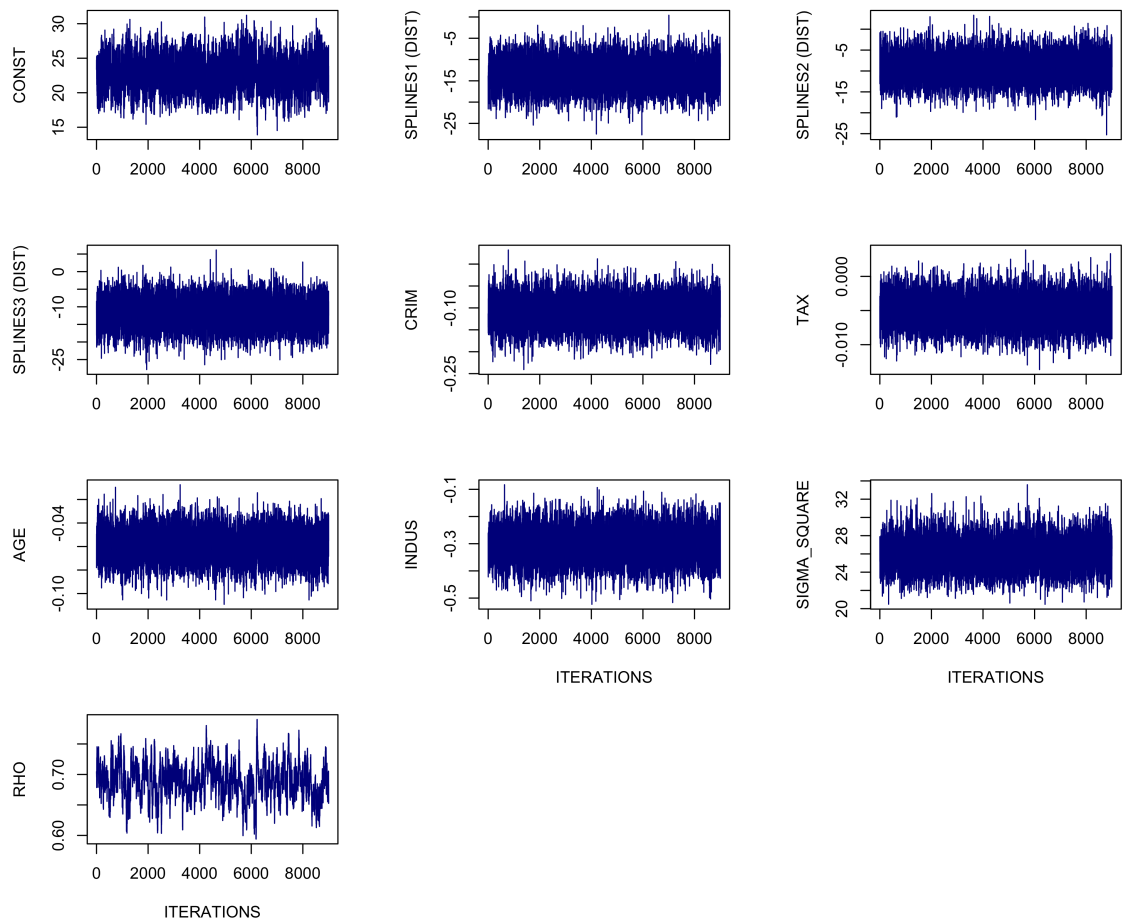 CONST
15 20 25 30
0 2000 4000 6000 8000
SPLINES1 (DIST)
-25 -15 -5
0 2000 4000 6000 8000
SPLINES2 (DIST)
-25 -15 -5
0 2000 4000 6000 8000
SPLINES3 (DIST)
-25 -10 0
0 2000 4000 6000 8000
CRIM
-0.25 -0.10
0 2000 4000 6000 8000
TAX
-0.010 0.000
0 2000 4000 6000 8000
AGE
-0.10 -0.04
0 2000 4000 6000 8000
INDUS
-0.5 -0.3 -0.1
0 2000 4000 6000 8000
ITERATIONS
SIGMA_SQUARE
20 24 28 32
0 2000 4000 6000 8000
ITERATIONS
RHO
0.60 0.70
0 2000 4000 6000 8000
ITERATIONS